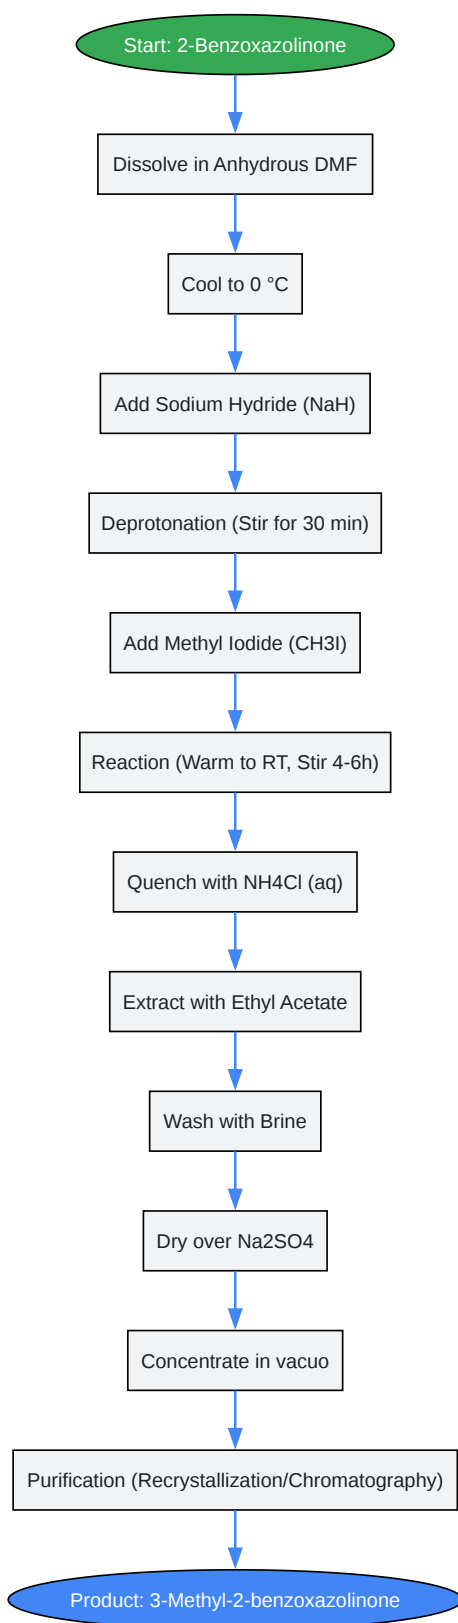 Start: 2-Benzoxazolinone
Dissolve in Anhydrous DMF
Cool to 0 °C
Add Sodium Hydride (NaH)
Deprotonation (Stir for 30 min)
Add Methyl Iodide (CH3I)
Reaction (Warm to RT, Stir 4-6h)
Quench with NH4Cl (aq)
Extract with Ethyl Acetate
Wash with Brine
Dry over Na2SO4
Concentrate in vacuo
Purification (Recrystallization/Chromatography)
Product: 3-Methyl-2-benzoxazolinone